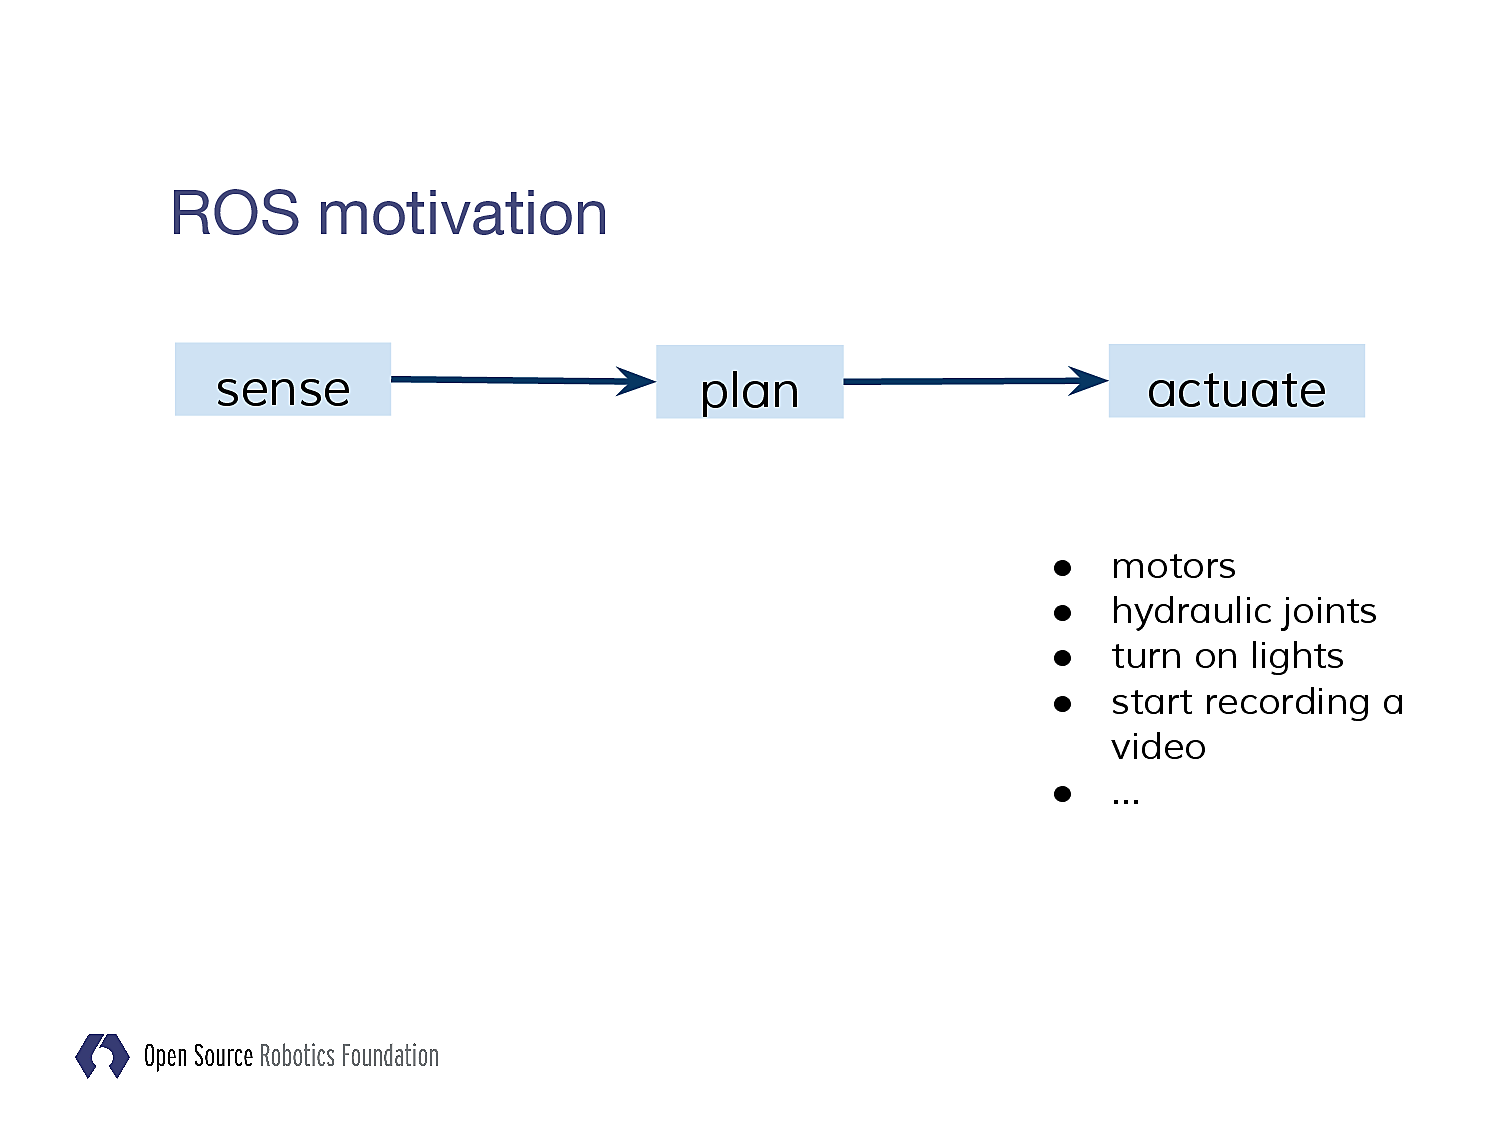 ROS motivation
sense
plan
actuate
● motors
● hydraulic joints
● turn on lights
● start recording a
video
● ...
Open Source Robotics Foundation